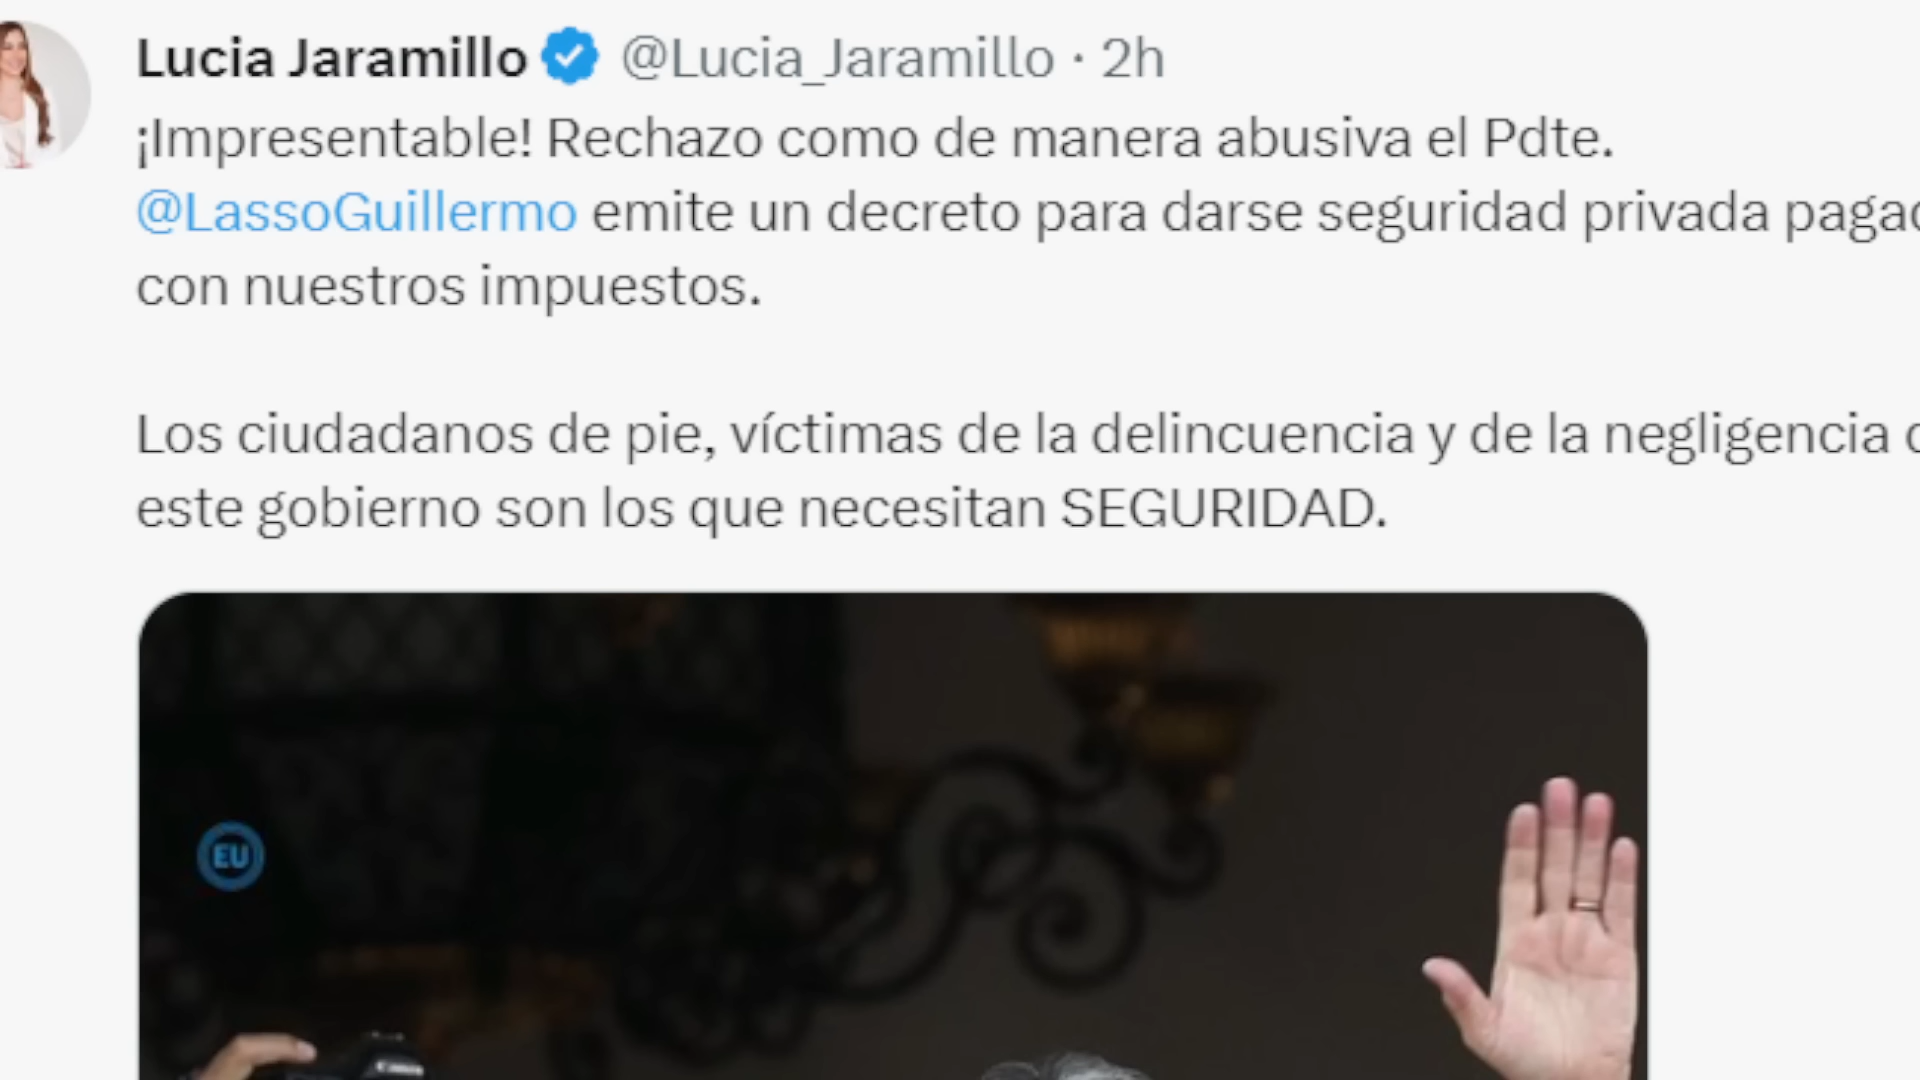 Lucia Jaramillo @Lucia_Jaramillo · 2h
¡Impresentable! Rechazo como de manera abusiva el Pdte.
@LassoGuillermo emite un decreto para darse seguridad privada
con nuestros impuestos.
Los ciudadanos de pie, víctimas de la delincuencia y de la negligencia
este gobierno son los que necesitan SEGURIDAD.
EU
Canon